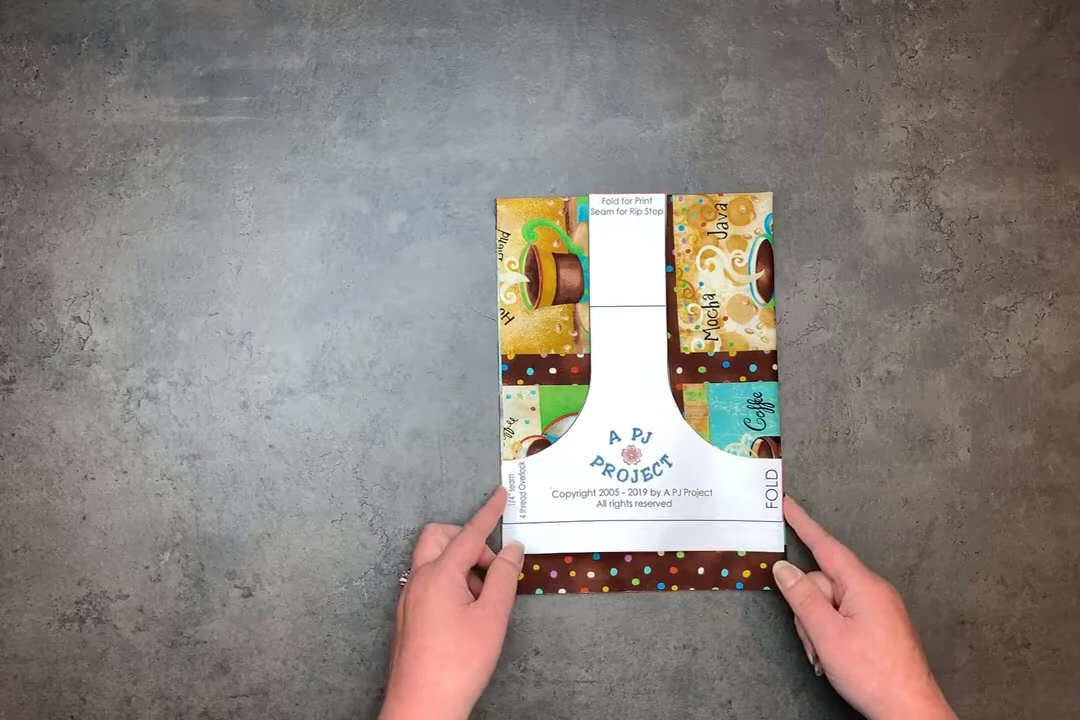 Fold for Print
Seam for Rip Stop
Java
Mocha
Coffee
A PJ
PROJECT
Copyright 2005 - 2019 by A PJ Project
All rights reserved
1/4" seam
4 thread Overlock
FOLD